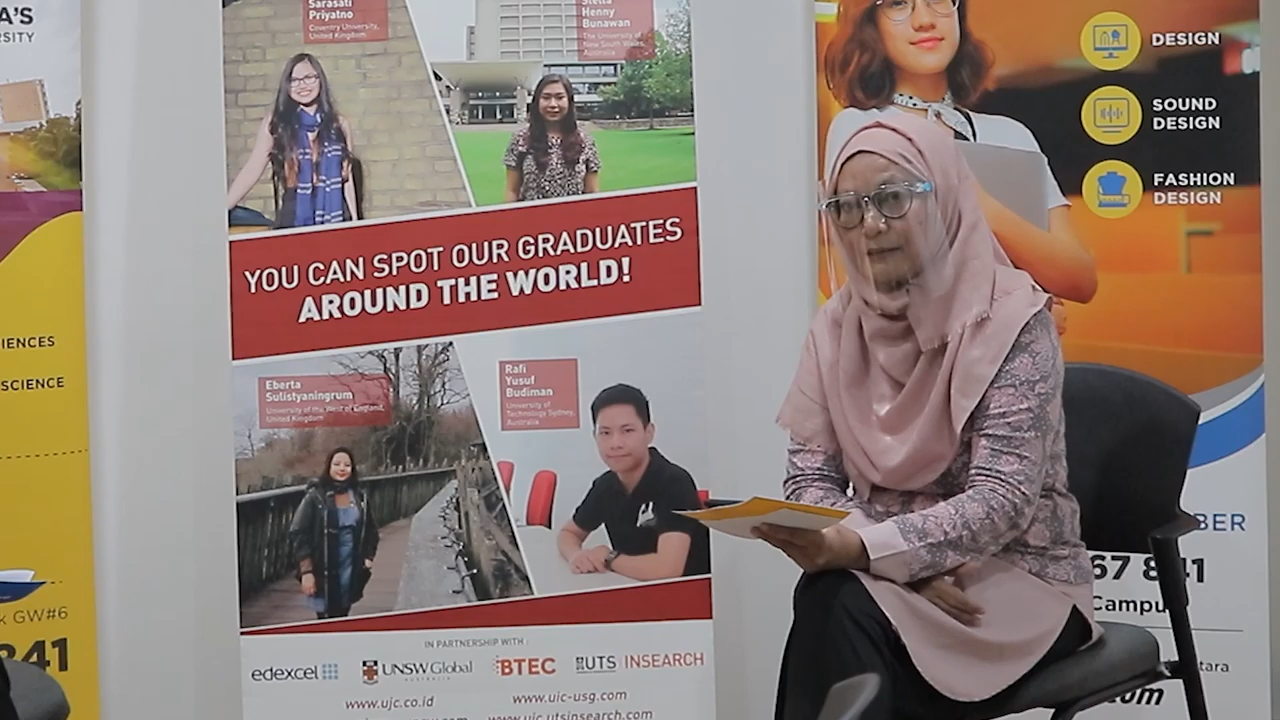 A'S
SITY
IENCES
SCIENCE
GW#6
841
Sarasati
Priyatno
Coventry University,
United Kingdom
Stella
Henny
Bunawan
The University of
New South Wales,
Australia
YOU CAN SPOT OUR GRADUATES
AROUND THE WORLD!
Eberta
Sulistyaningrum
University of the West of England,
United Kingdom
Rafi
Yusuf
Budiman
University of
Technology Sydney,
Australia
IN PARTNERSHIP WITH :
edexcel
UNSW Global
AUSTRALIA
BTEC
UTS INSEARCH
www.ujc.co.id
www.uic-usg.com
www.uic.utsinsearch.com
DESIGN
SOUND
DESIGN
FASHION
DESIGN
BER
67 841
Campu
tara
com